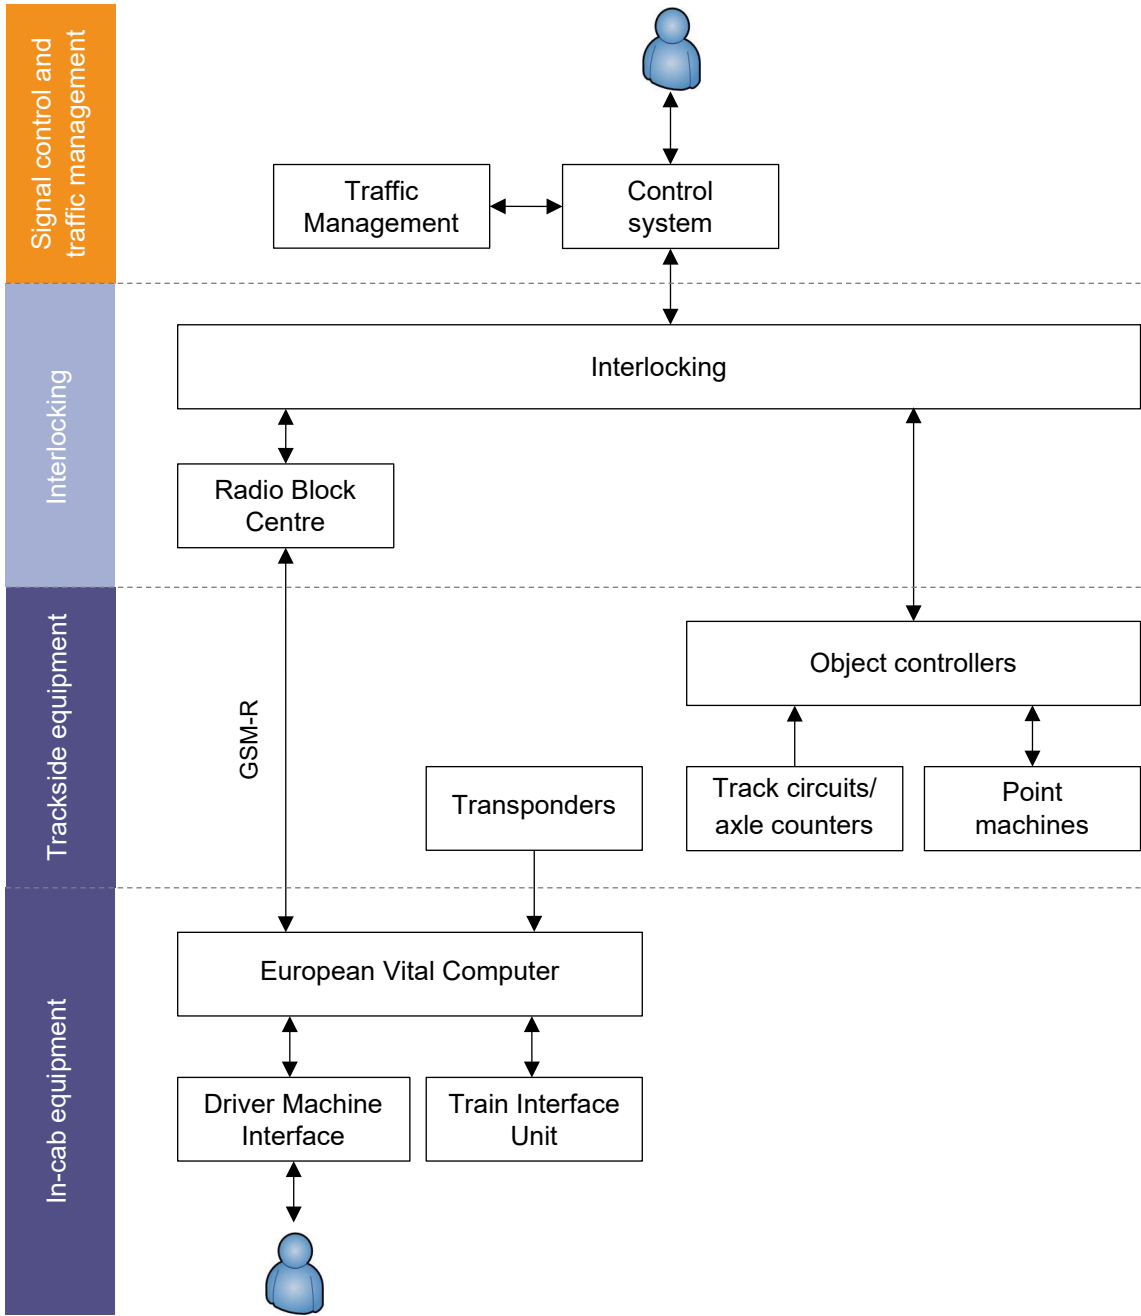 Signal control and
traffic management
Traffic
Management
Control
system
Interlocking
Interlocking
Radio Block
Centre
Trackside equipment
GSM-R
Object controllers
Transponders
Track circuits/
axle counters
Point
machines
In-cab equipment
European Vital Computer
Driver Machine
Interface
Train Interface
Unit